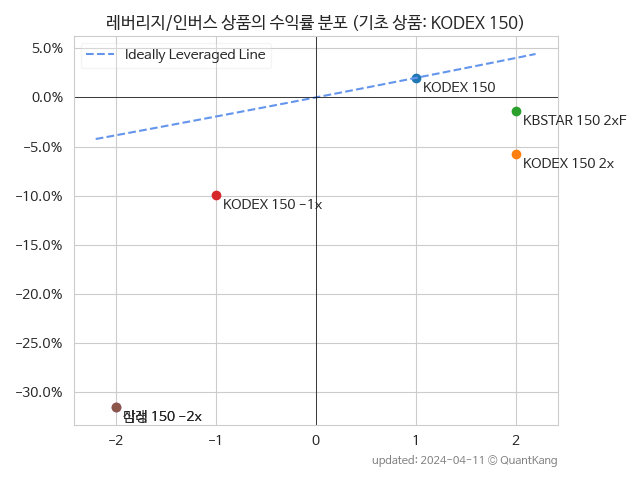 레버리지/인버스 상품의 수익률 분포 (기초 상품: KODEX 150)
5.0%
Ideally Leveraged Line
KODEX 150
0.0%
KBSTAR 150 2xF
−5.0%
KODEX 150 2x
−10.0%
KODEX 150 −1x
−15.0%
−20.0%
−25.0%
−30.0%
150 −2x
−2
−1
0
1
2
updated: 2024-04-11 © QuantKang